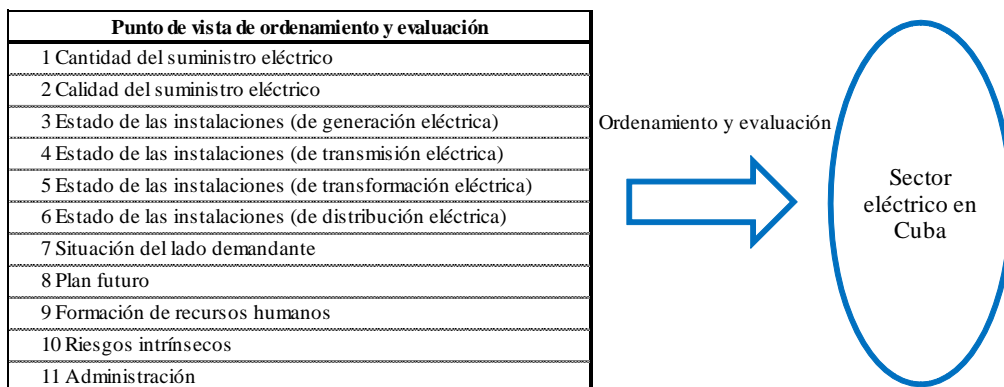 Punto de vista de ordenamiento y evaluación
1 Cantidad del suministro eléctrico
2 Calidad del suministro eléctrico
3 Estado de las instalaciones (de generación eléctrica)
4 Estado de las instalaciones (de transmisión eléctrica)
5 Estado de las instalaciones (de transformación eléctrica)
6 Estado de las instalaciones (de distribución eléctrica)
7 Situación del lado demandante
8 Plan futuro
9 Formación de recursos humanos
10 Riesgos intrínsecos
11 Administración
Ordenamiento y evaluación
Sector
eléctrico en
Cuba